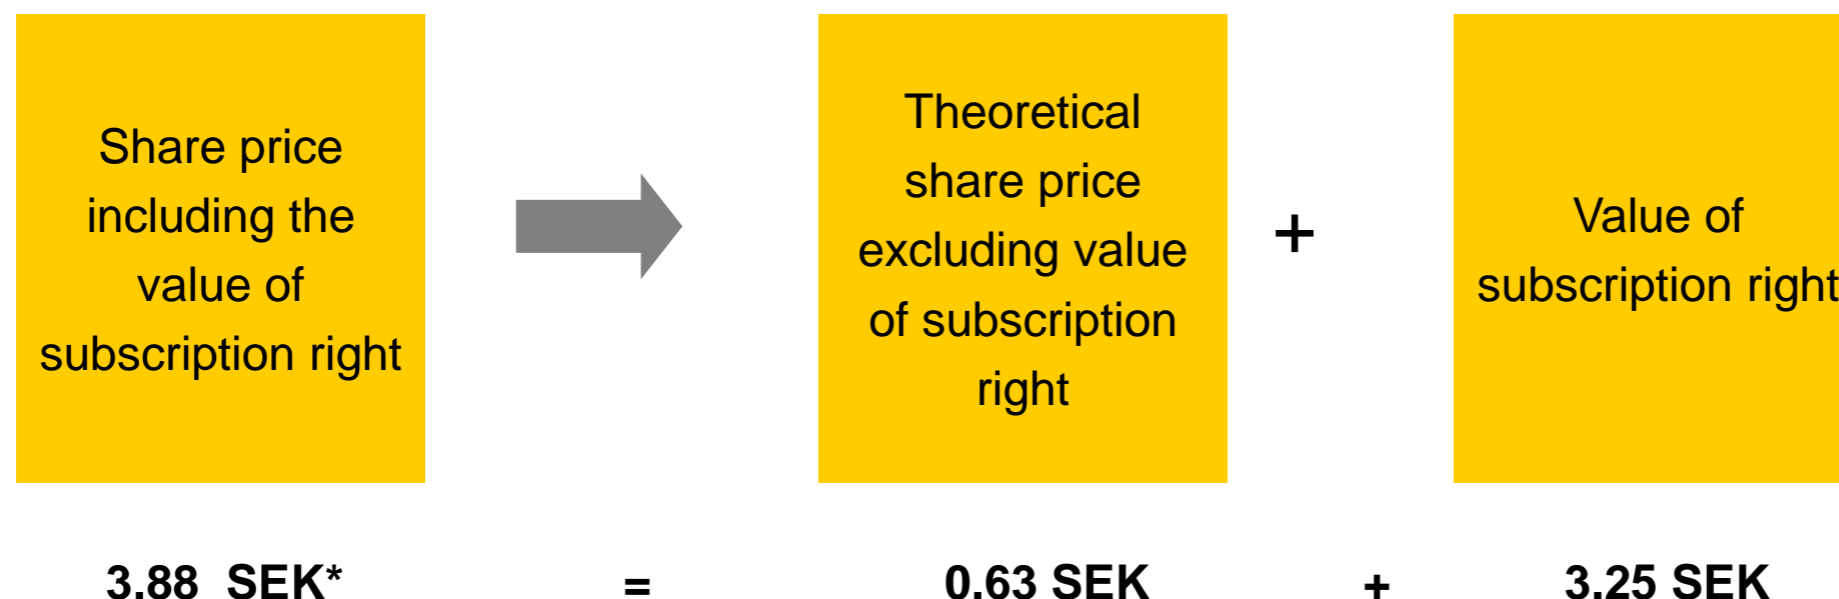 Share price
including the
value of
subscription right
Theoretical
share price
excluding value
of subscription
right
+
Value of
subscription right
3.88 SEK* = 0.63 SEK + 3.25 SEK